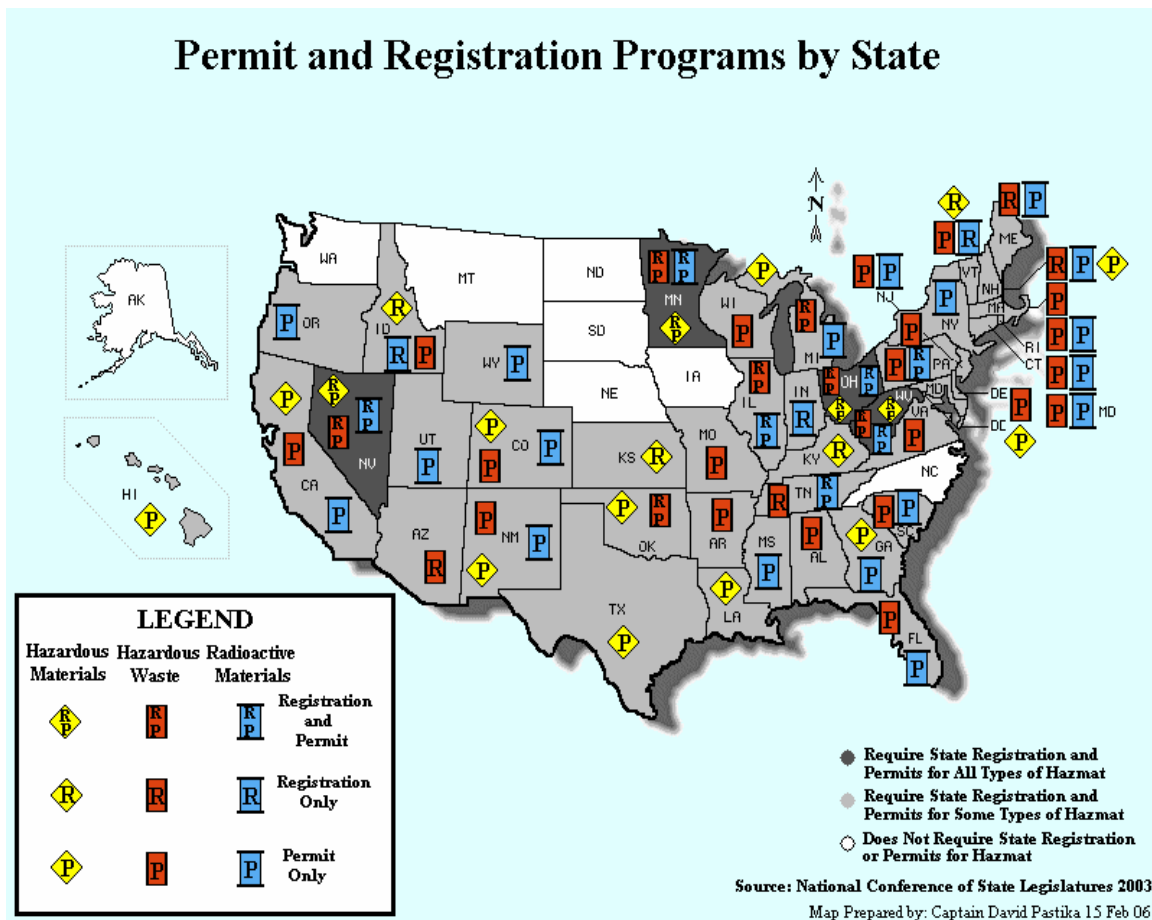 Permit and Registration Programs by State
N
R
R P
P R
ME
WA
MT
ND
R P R P
MN
R P
P
WI
P
R P
MI
P
P P
NJ
VT
NH
MA
R P P
P
AK
P OR
R
ID
R P
SD
WY P
P
NY
P
RI
R P
CT
P P
PA
P R P
NE
IA
P
R P
P
CA
P
R P
R P
R P
NV
UT
P
P
P
CO P
KS R
MO
P
R P
IL
R P
IN
R
R P OH R P
R P
WV
R P
R P
R P
MD
VA
P
DE
P
P P MD
DC
P
KY R
NC
HI
P
AZ
R
P
NM P
P
P
R P
OK
P
AR
R TN R P
MS
P
P
AL
P
GA
P
P P
SC
TX
P
P
LA
P
FL
P
LEGEND
Hazardous Hazardous Radioactive
Materials Waste Materials
R P R P R P Registration
and
Permit
R R R Registration
Only
P P P Permit
Only
Require State Registration and
Permits for All Types of Hazmat
Require State Registration and
Permits for Some Types of Hazmat
Does Not Require State Registration
or Permits for Hazmat
Source: National Conference of State Legislatures 2003
Map Prepared by: Captain David Pastika 15 Feb 06